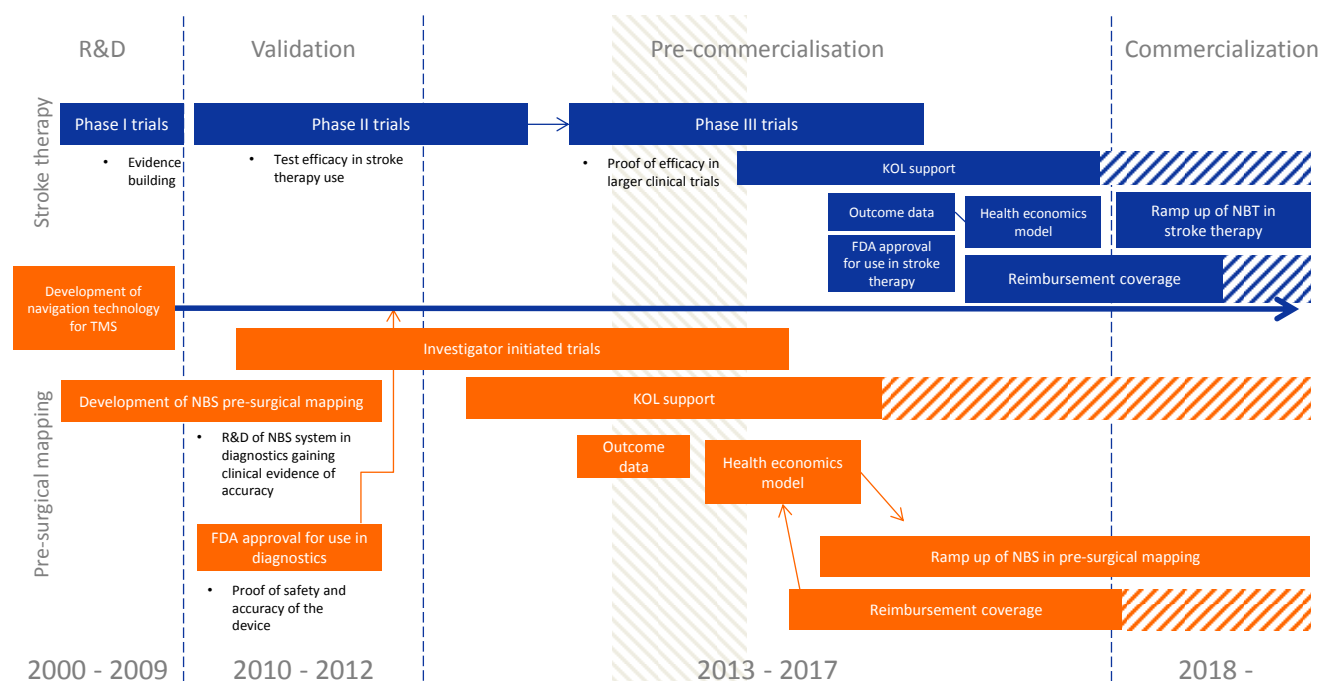 R&D
Validation
Pre-commercialisation
Commercialization
Stroke therapy
Phase I trials
Phase II trials
Phase III trials
• Evidence
building
• Test efficacy in stroke
therapy use
• Proof of efficacy in
larger clinical trials
KOL support
Outcome data
Health economics
model
Ramp up of NBT in
stroke therapy
FDA approval
for use in stroke
therapy
Reimbursement coverage
Development of
navigation technology
for TMS
Investigator initiated trials
Pre-surgical mapping
Development of NBS pre-surgical mapping
KOL support
• R&D of NBS system in
diagnostics gaining
clinical evidence of
accuracy
Outcome
data
Health economics
model
FDA approval for use in
diagnostics
Ramp up of NBS in pre-surgical mapping
• Proof of safety and
accuracy of the
device
Reimbursement coverage
2000 - 2009
2010 - 2012
2013 - 2017
2018 -